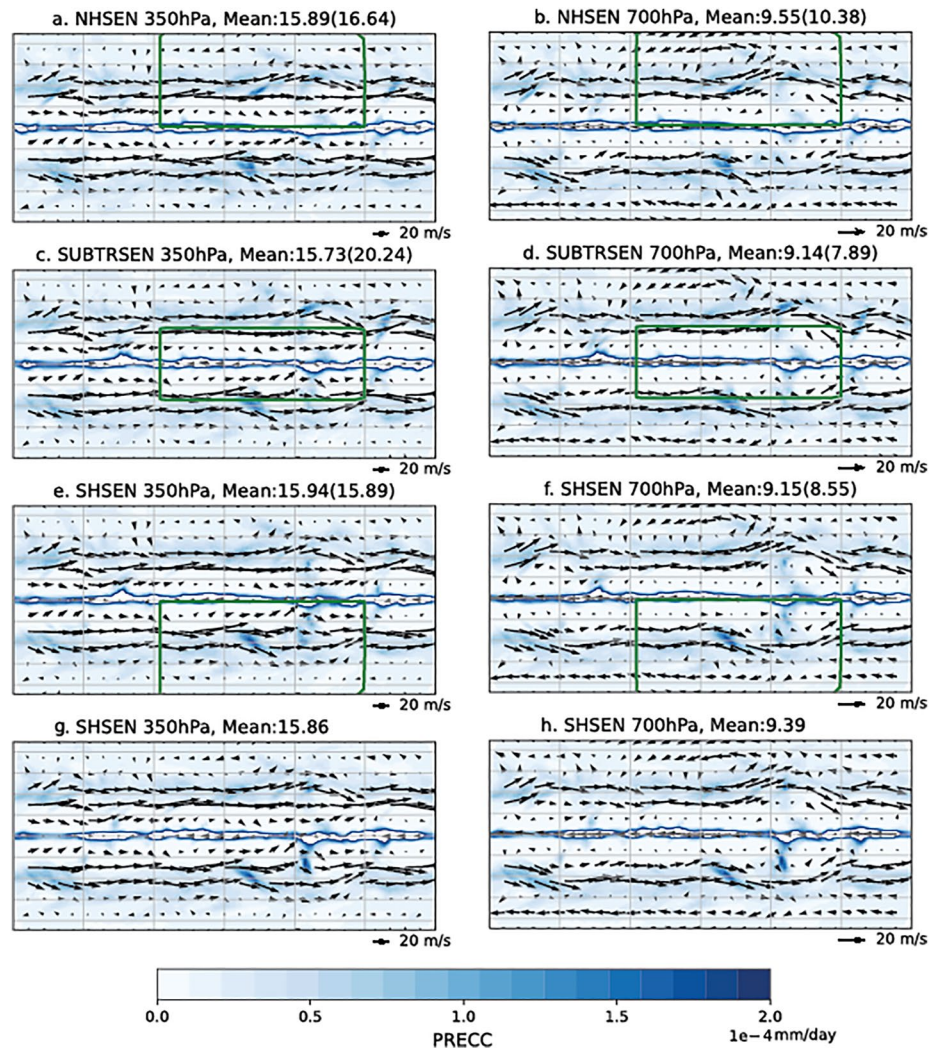 a. NHSEN 350hPa, Mean:15.89(16.64)
b. NHSEN 700hPa, Mean:9.55(10.38)
20 m/s
20 m/s
c. SUBTRSEN 350hPa, Mean:15.73(20.24)
d. SUBTRSEN 700hPa, Mean:9.14(7.89)
20 m/s
20 m/s
e. SHSEN 350hPa, Mean:15.94(15.89)
f. SHSEN 700hPa, Mean:9.15(8.55)
20 m/s
20 m/s
g. SHSEN 350hPa, Mean:15.86
h. SHSEN 700hPa, Mean:9.39
20 m/s
20 m/s
0.0 0.5 1.0 1.5 2.0
1e−4mm/day
PRECC